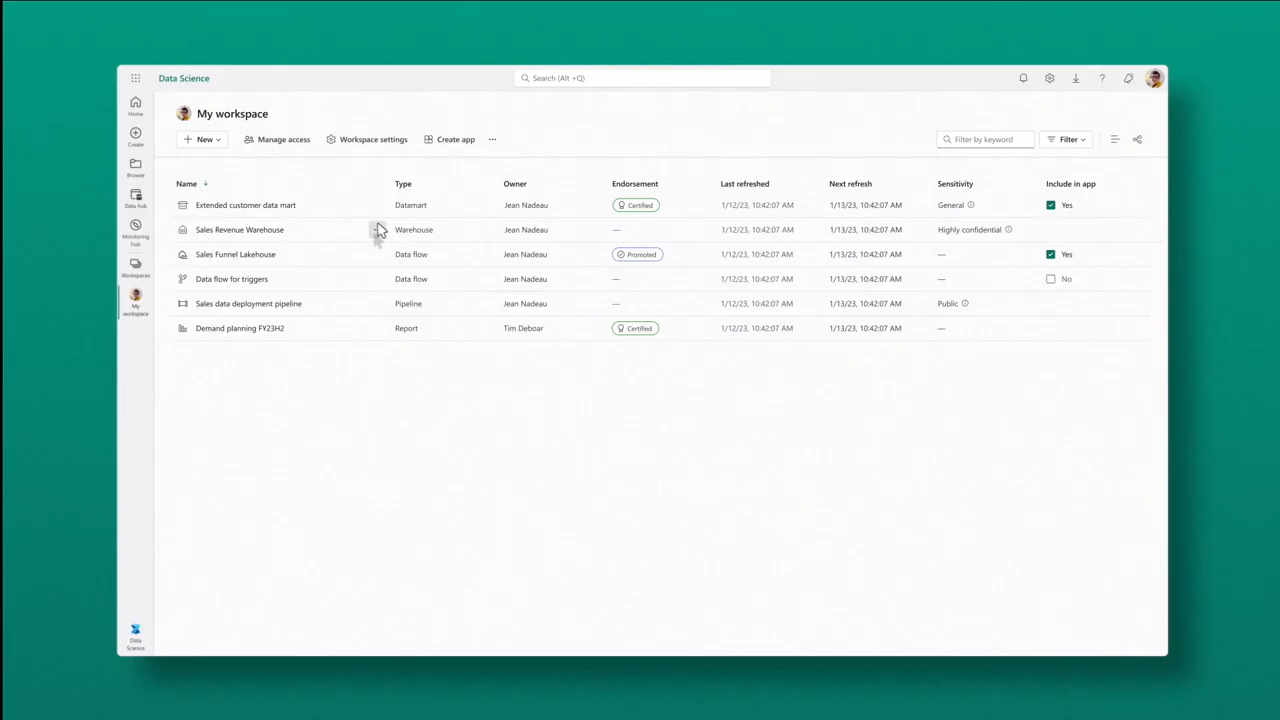 Data Science
Search (Alt +Q)
?
Home
Create
Browse
Data hub
Monitoring
hub
Workspaces
My
workspace
Data
Science
My workspace
New
Manage access
Workspace settings
Create app
Filter by keyword
Filter
Name Type Owner Endorsement Last refreshed Next refresh Sensitivity Include in app
Extended customer data mart Datamart Jean Nadeau Certified 1/12/23, 10:42:07 AM 1/13/23, 10:42:07 AM General Yes
Sales Revenue Warehouse Warehouse Jean Nadeau — 1/12/23, 10:42:07 AM 1/13/23, 10:42:07 AM Highly confidential
Sales Funnel Lakehouse Data flow Jean Nadeau Promoted 1/12/23, 10:42:07 AM 1/13/23, 10:42:07 AM — Yes
Data flow for triggers Data flow Jean Nadeau — 1/12/23, 10:42:07 AM 1/13/23, 10:42:07 AM — No
Sales data deployment pipeline Pipeline Jean Nadeau — 1/12/23, 10:42:07 AM 1/13/23, 10:42:07 AM Public
Demand planning FY23H2 Report Tim Deboar Certified 1/12/23, 10:42:07 AM 1/13/23, 10:42:07 AM —